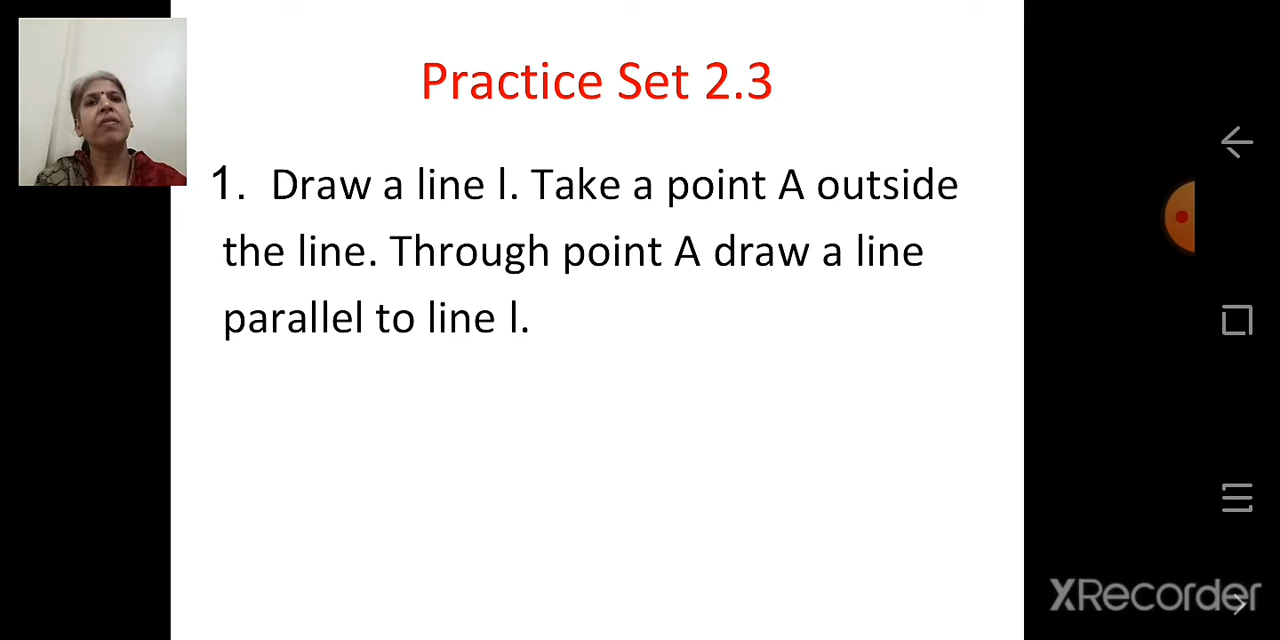 Practice Set 2.3
1. Draw a line l. Take a point A outside
the line. Through point A draw a line
parallel to line l.
XRecorder